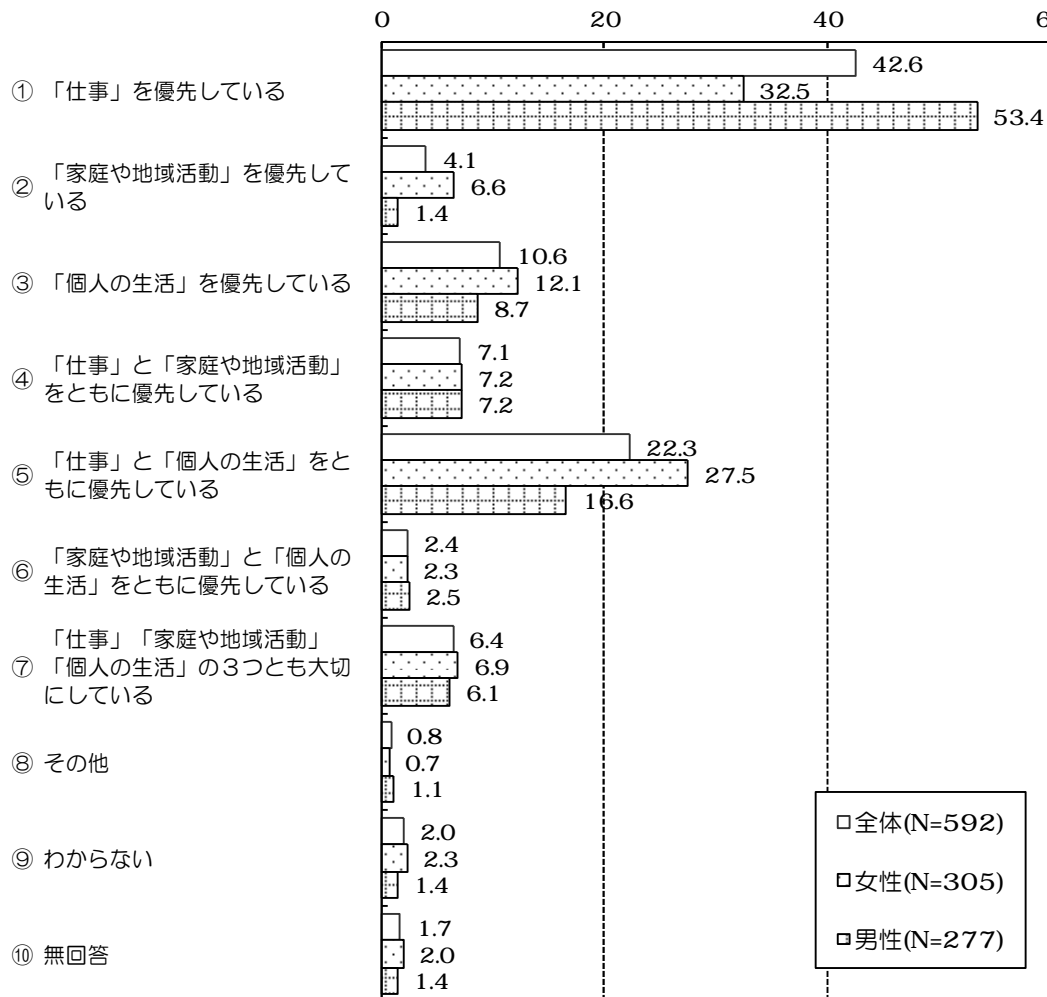 0 20 40 6
① 「仕事」を優先している
42.6
32.5
53.4
② 「家庭や地域活動」を優先して
いる
4.1
6.6
1.4
③ 「個人の生活」を優先している
10.6
12.1
8.7
④ 「仕事」と「家庭や地域活動」
をともに優先している
7.1
7.2
7.2
⑤ 「仕事」と「個人の生活」をと
もに優先している
22.3
27.5
16.6
⑥ 「家庭や地域活動」と「個人の
生活」をともに優先している
2.4
2.3
2.5
⑦ 「仕事」「家庭や地域活動」
「個人の生活」の３つとも大切
にしている
6.4
6.9
6.1
⑧ その他
0.8
0.7
1.1
⑨ わからない
2.0
2.3
1.4
⑩ 無回答
1.7
2.0
1.4
全体(N=592)
女性(N=305)
男性(N=277)